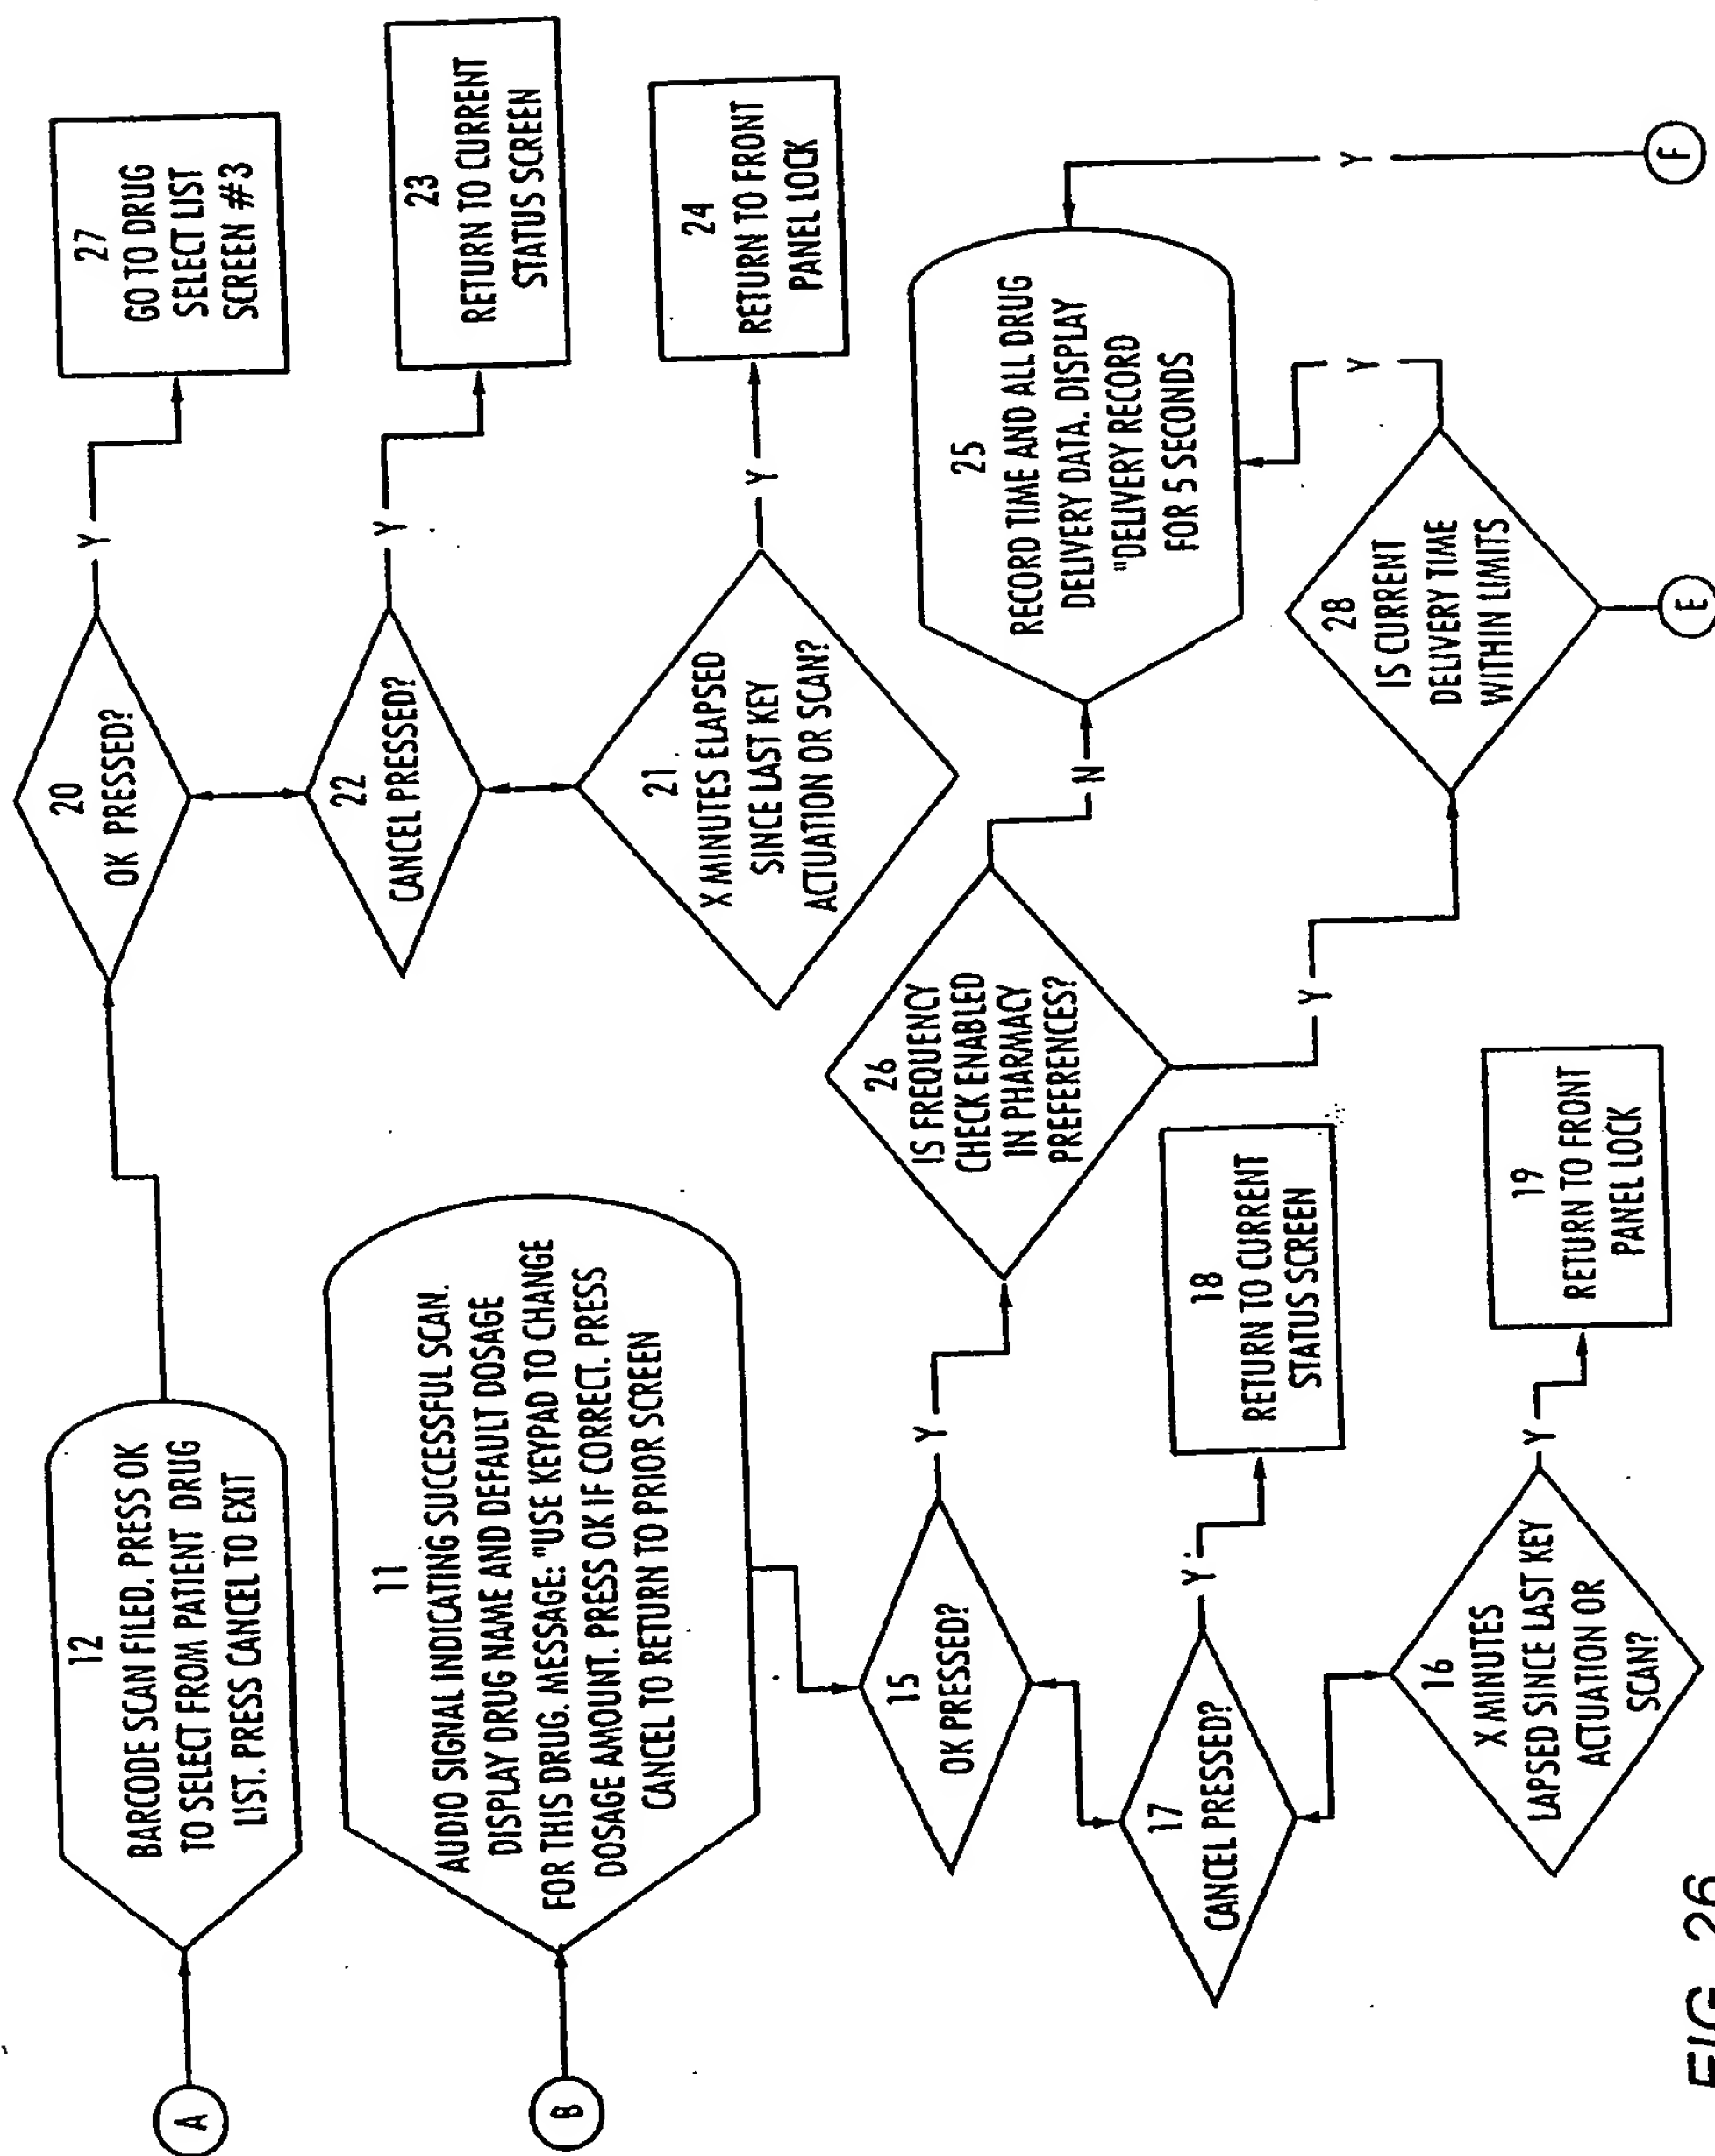 A
12
BARCODE SCAN FILED. PRESS OK
TO SELECT FROM PATIENT DRUG
LIST. PRESS CANCEL TO EXIT
20
OK PRESSED?
Y
27
GO TO DRUG
SELECT LIST
SCREEN #3
22
CANCEL PRESSED?
Y
23
RETURN TO CURRENT
STATUS SCREEN
21
X MINUTES ELAPSED
SINCE LAST KEY
ACTUATION OR SCAN?
Y
24
RETURN TO FRONT
PANEL LOCK
B
11
AUDIO SIGNAL INDICATING SUCCESSFUL SCAN.
DISPLAY DRUG NAME AND DEFAULT DOSAGE
FOR THIS DRUG. MESSAGE: "USE KEYPAD TO CHANGE
DOSAGE AMOUNT. PRESS OK IF CORRECT. PRESS
CANCEL TO RETURN TO PRIOR SCREEN
15
OK PRESSED?
Y
26
IS FREQUENCY
CHECK ENABLED
IN PHARMACY
PREFERENCES?
N
25
RECORD TIME AND ALL DRUG
DELIVERY DATA. DISPLAY
"DELIVERY RECORD
FOR 5 SECONDS
Y
F
Y
28
IS CURRENT
DELIVERY TIME
WITHIN LIMITS
Y
E
17
CANCEL PRESSED?
Y
18
RETURN TO CURRENT
STATUS SCREEN
16
X MINUTES
LAPSED SINCE LAST KEY
ACTUATION OR
SCAN?
Y
19
RETURN TO FRONT
PANEL LOCK
FIG. 26